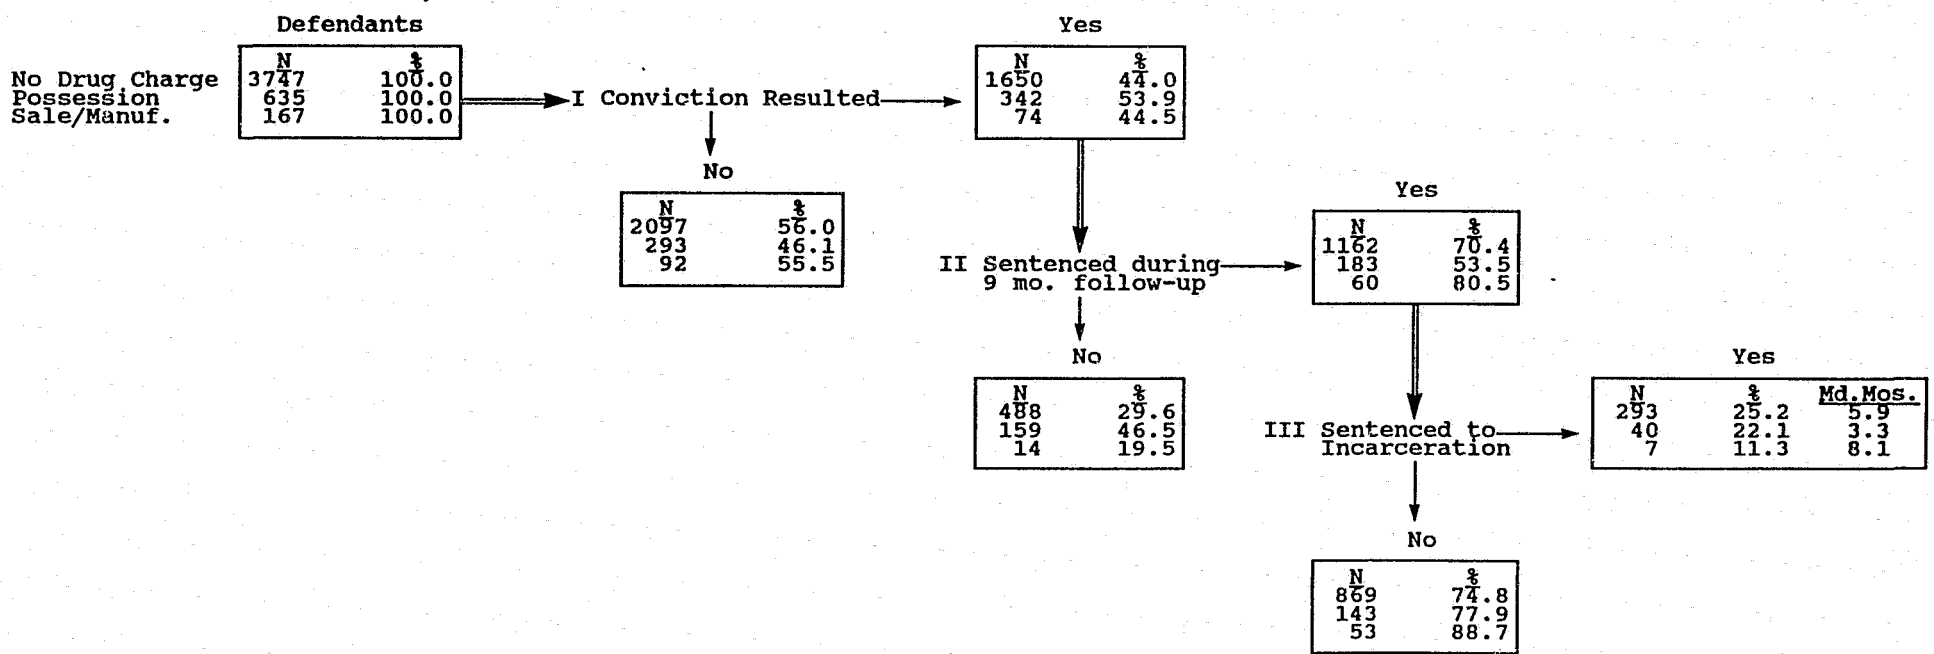 Defendants
N %
No Drug Charge 3747 100.0
Possession 635 100.0
Sale/Manuf. 167 100.0
I Conviction Resulted
Yes
N %
1650 44.0
342 53.9
74 44.5
No
N %
2097 56.0
293 46.1
92 55.5
II Sentenced during
9 mo. follow-up
Yes
N %
1162 70.4
183 53.5
60 80.5
No
N %
488 29.6
159 46.5
14 19.5
III Sentenced to
Incarceration
Yes
N % Md.Mos.
293 25.2 5.9
40 22.1 3.3
7 11.3 8.1
No
N %
869 74.8
143 77.9
53 88.7